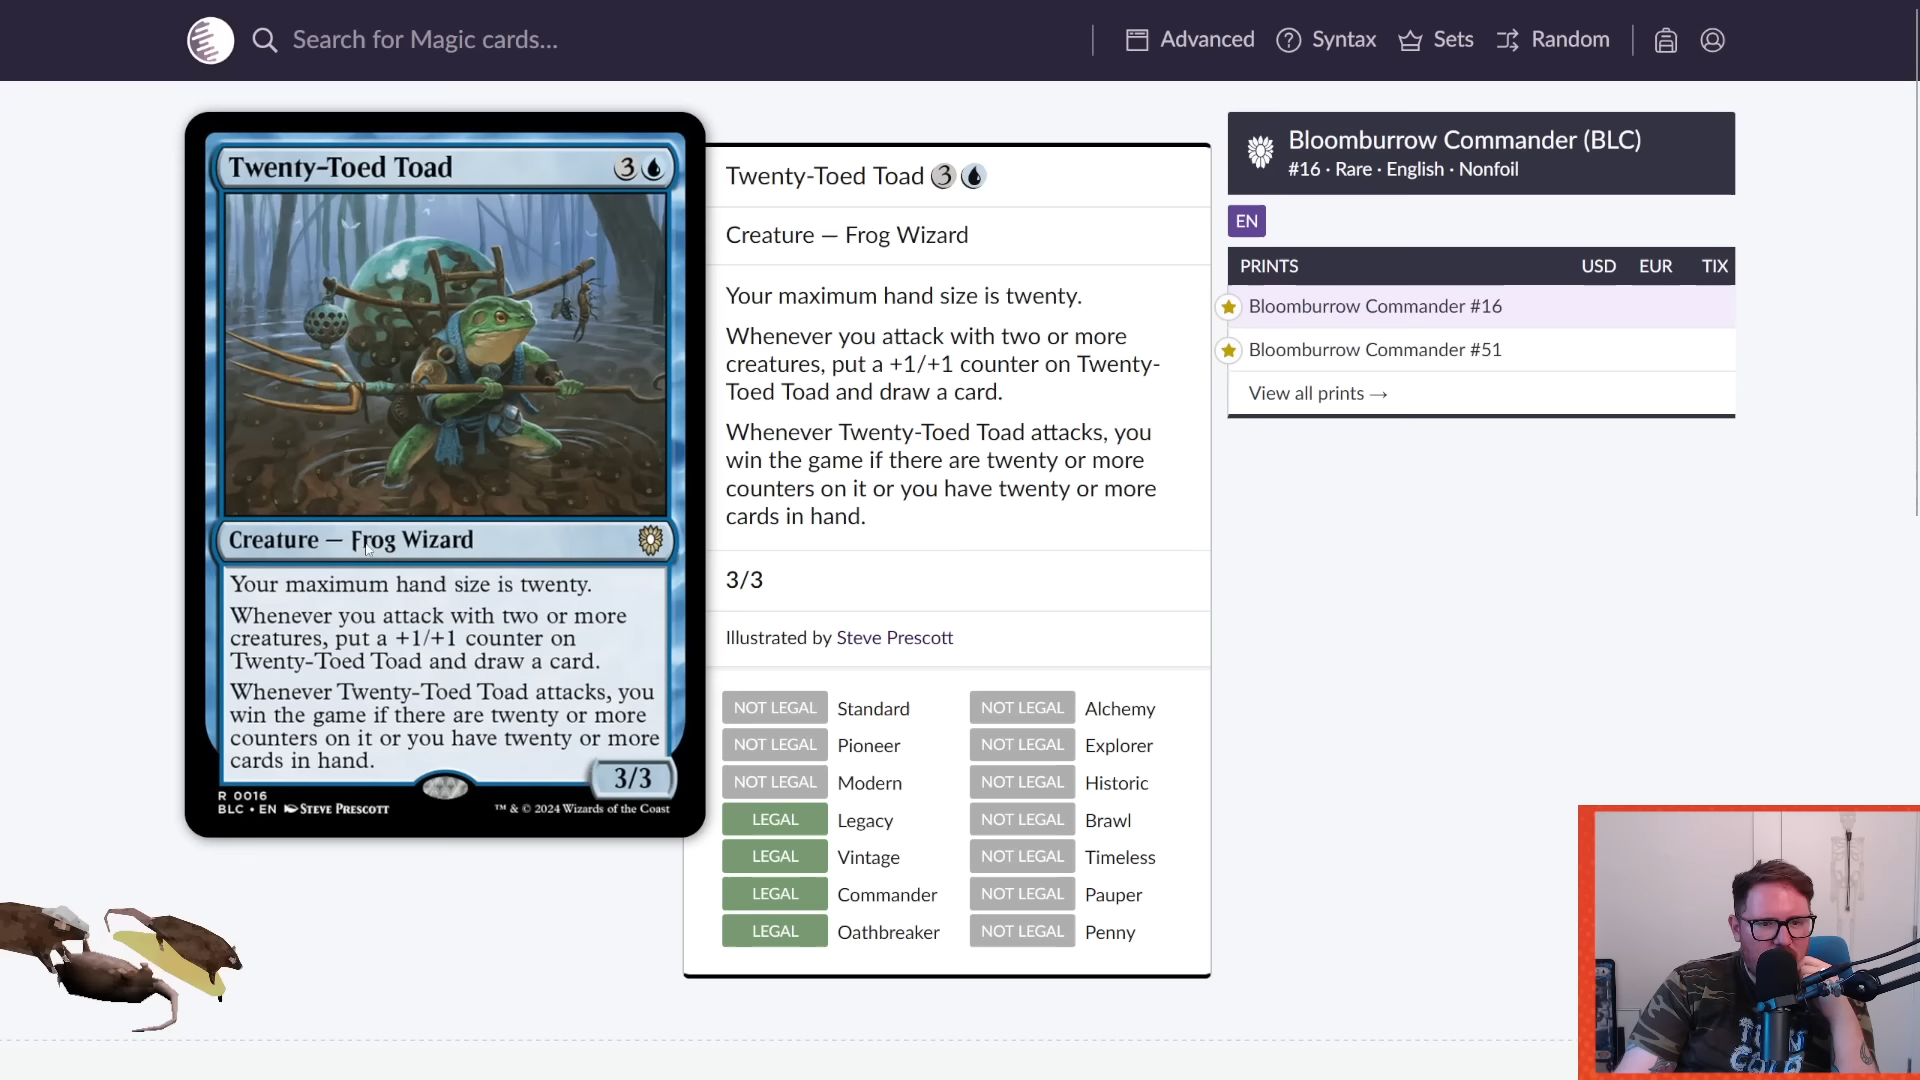 Search for Magic cards...
Advanced
Syntax
Sets
Random
Twenty-Toed Toad 3
Creature — Frog Wizard
Your maximum hand size is twenty.
Whenever you attack with two or more
creatures, put a +1/+1 counter on
Twenty-Toed Toad and draw a card.
Whenever Twenty-Toed Toad attacks, you
win the game if there are twenty or more
counters on it or you have twenty or more
cards in hand.
3/3
R 0016
BLC • EN STEVE PRESCOTT
™ & © 2024 Wizards of the Coast
Twenty-Toed Toad 3
Creature — Frog Wizard
Your maximum hand size is twenty.
Whenever you attack with two or more
creatures, put a +1/+1 counter on Twenty-
Toed Toad and draw a card.
Whenever Twenty-Toed Toad attacks, you
win the game if there are twenty or more
counters on it or you have twenty or more
cards in hand.
3/3
Illustrated by Steve Prescott
NOT LEGAL Standard NOT LEGAL Alchemy
NOT LEGAL Pioneer NOT LEGAL Explorer
NOT LEGAL Modern NOT LEGAL Historic
LEGAL Legacy NOT LEGAL Brawl
LEGAL Vintage NOT LEGAL Timeless
LEGAL Commander NOT LEGAL Pauper
LEGAL Oathbreaker NOT LEGAL Penny
Bloomburrow Commander (BLC)
#16 · Rare · English · Nonfoil
EN
PRINTS USD EUR TIX
Bloomburrow Commander #16
Bloomburrow Commander #51
View all prints →